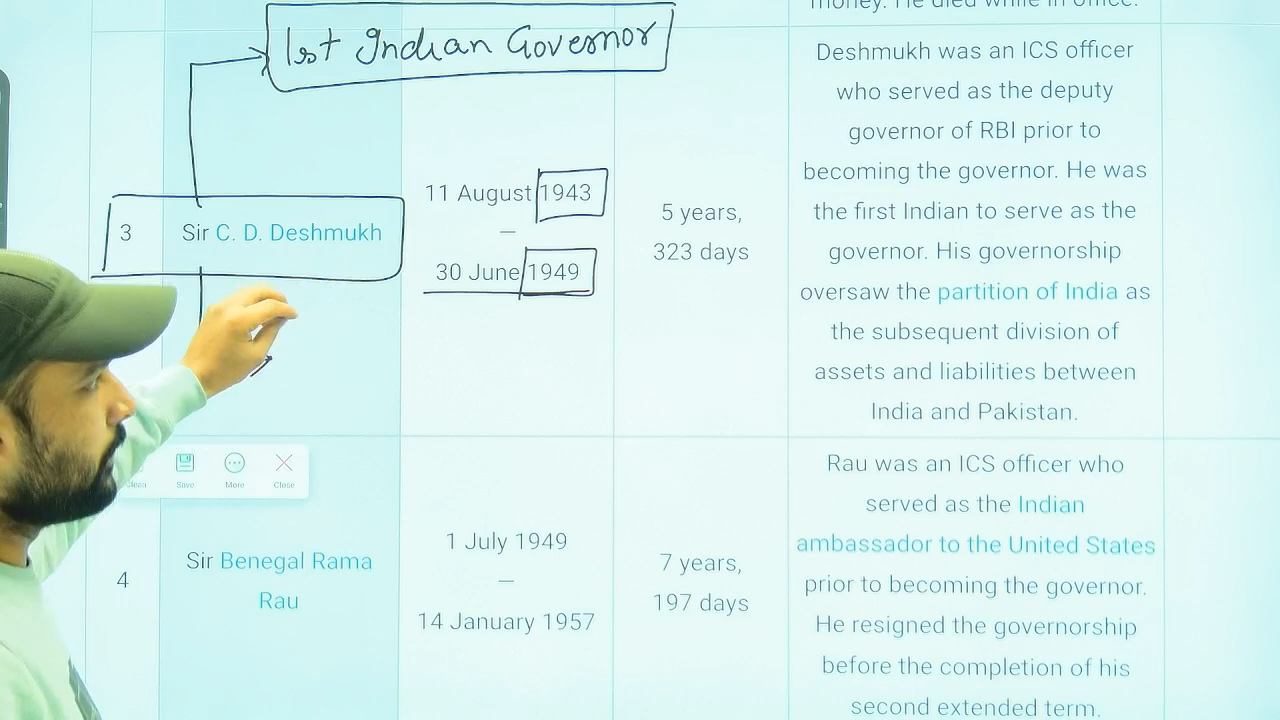 money. He died while in office.
1st Indian Governor
3
Sir C. D. Deshmukh
11 August 1943
—
30 June 1949
5 years,
323 days
Deshmukh was an ICS officer
who served as the deputy
governor of RBI prior to
becoming the governor. He was
the first Indian to serve as the
governor. His governorship
oversaw the partition of India as
the subsequent division of
assets and liabilities between
India and Pakistan.
Clean
Save
More
Close
4
Sir Benegal Rama
Rau
1 July 1949
—
14 January 1957
7 years,
197 days
Rau was an ICS officer who
served as the Indian
ambassador to the United States
prior to becoming the governor.
He resigned the governorship
before the completion of his
second extended term.